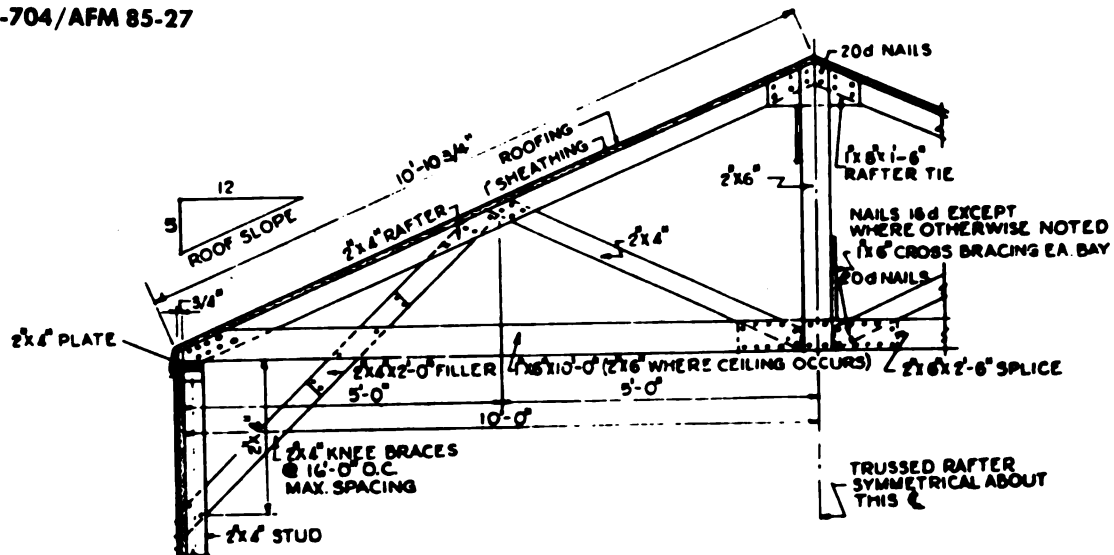 -704/AFM 85-27
20d NAILS
10'-10 3/4"
ROOFING
1" SHEATHING
12
5
ROOF SLOPE
2"X4" RAFTER
2"X6"
1"X8"X1'-6"
RAFTER TIE
NAILS 16d EXCEPT
WHERE OTHERWISE NOTED
1"X6" CROSS BRACING EA. BAY
20d NAILS
2"X4"
3/4"
2"X4" PLATE
2"X4"X2'-0" FILLER
1"X6"X10'-0" (2"X6" WHERE CEILING OCCURS)
2"X6"X2'-6" SPLICE
5'-0"
5'-0"
10'-0"
2"X4" KNEE BRACES
@ 16'-0" O.C.
MAX. SPACING
TRUSSED RAFTER
SYMMETRICAL ABOUT
THIS ℄
2"X4" STUD